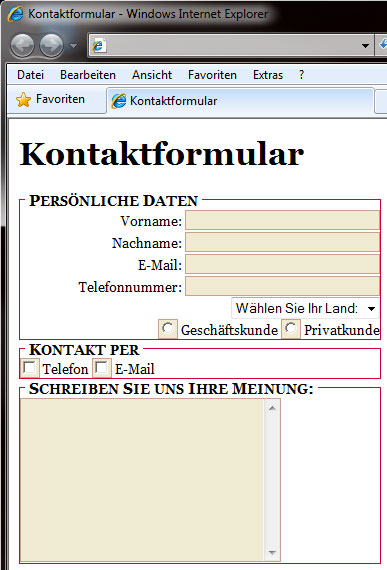 Kontaktformular - Windows Internet Explorer
Datei Bearbeiten Ansicht Favoriten Extras ?
Favoriten Kontaktformular
Kontaktformular
PERSÖNLICHE DATEN
Vorname:
Nachname:
E-Mail:
Telefonnummer:
Wählen Sie Ihr Land:
Geschäftskunde Privatkunde
KONTAKT PER
Telefon E-Mail
SCHREIBEN SIE UNS IHRE MEINUNG: